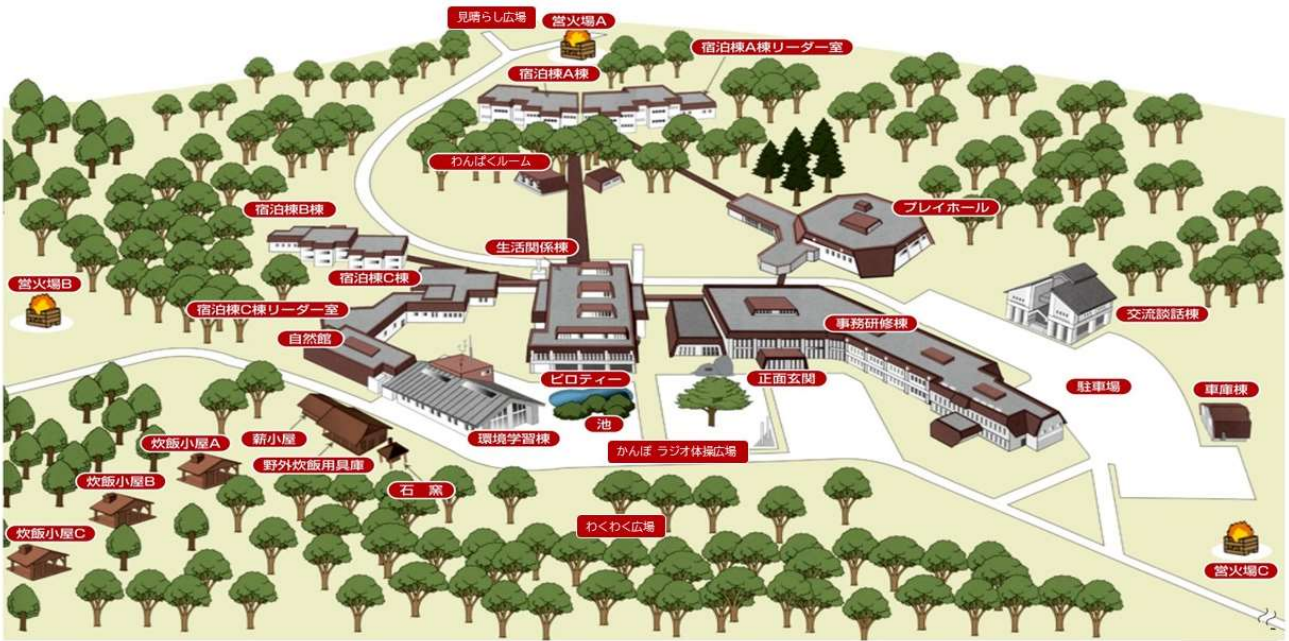 見晴らし広場
営火場A
宿泊棟A棟リーダー室
宿泊棟A棟
わんぱくルーム
宿泊棟B棟
プレイホール
生活関係棟
宿泊棟C棟
営火場B
宿泊棟C棟リーダー室
交流談話棟
事務研修棟
自然館
ピロティー
正面玄関
駐車場
車庫棟
池
環境学習棟
薪小屋
炊飯小屋A
かんぽ ラジオ体操広場
野外炊飯用具庫
炊飯小屋B
石 窯
わくわく広場
炊飯小屋C
営火場C